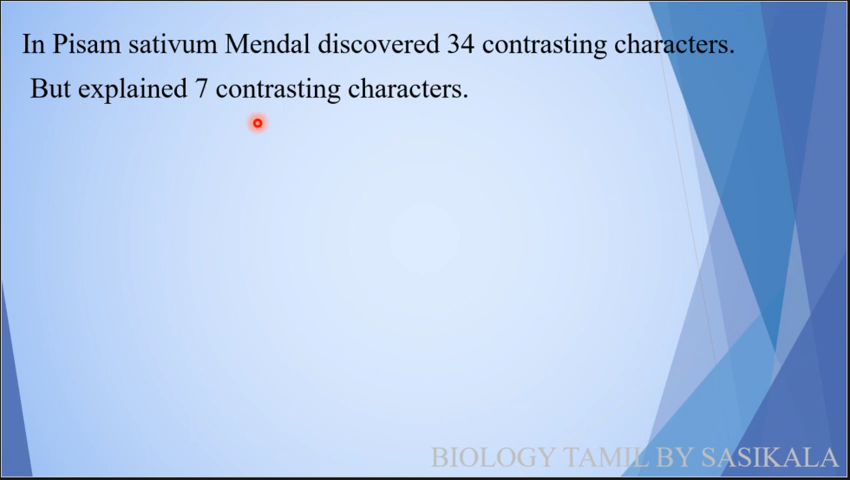 In Pisam sativum Mendal discovered 34 contrasting characters.
But explained 7 contrasting characters.
BIOLOGY TAMIL BY SASIKALA